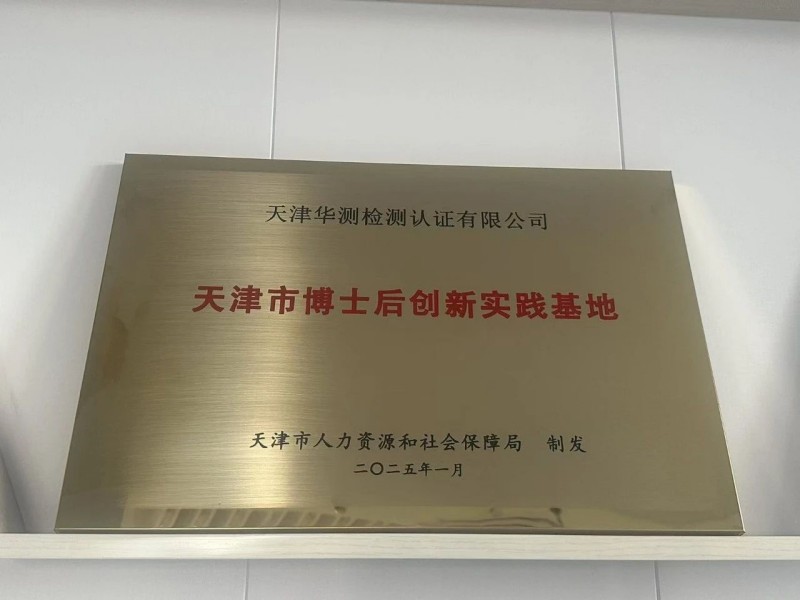 天津华测检测认证有限公司
天津市博士后创新实践基地
天津市人力资源和社会保障局 制发
二〇二五年一月